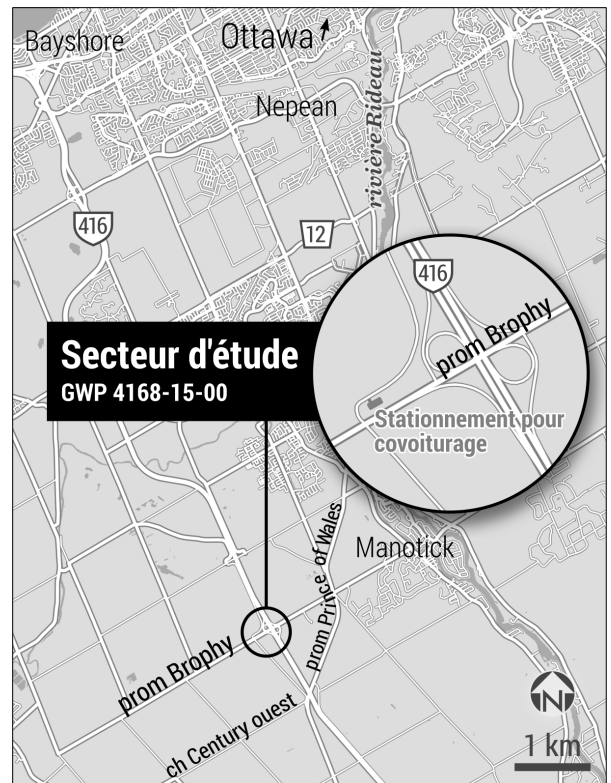 Bayshore
Ottawa
Nepean
rivière Rideau
416
12
416
prom Brophy
Secteur d'étude
GWP 4168-15-00
Stationnement pour
covoiturage
Manotick
prom Prince of Wales
prom Brophy
ch Century ouest
N
1 km